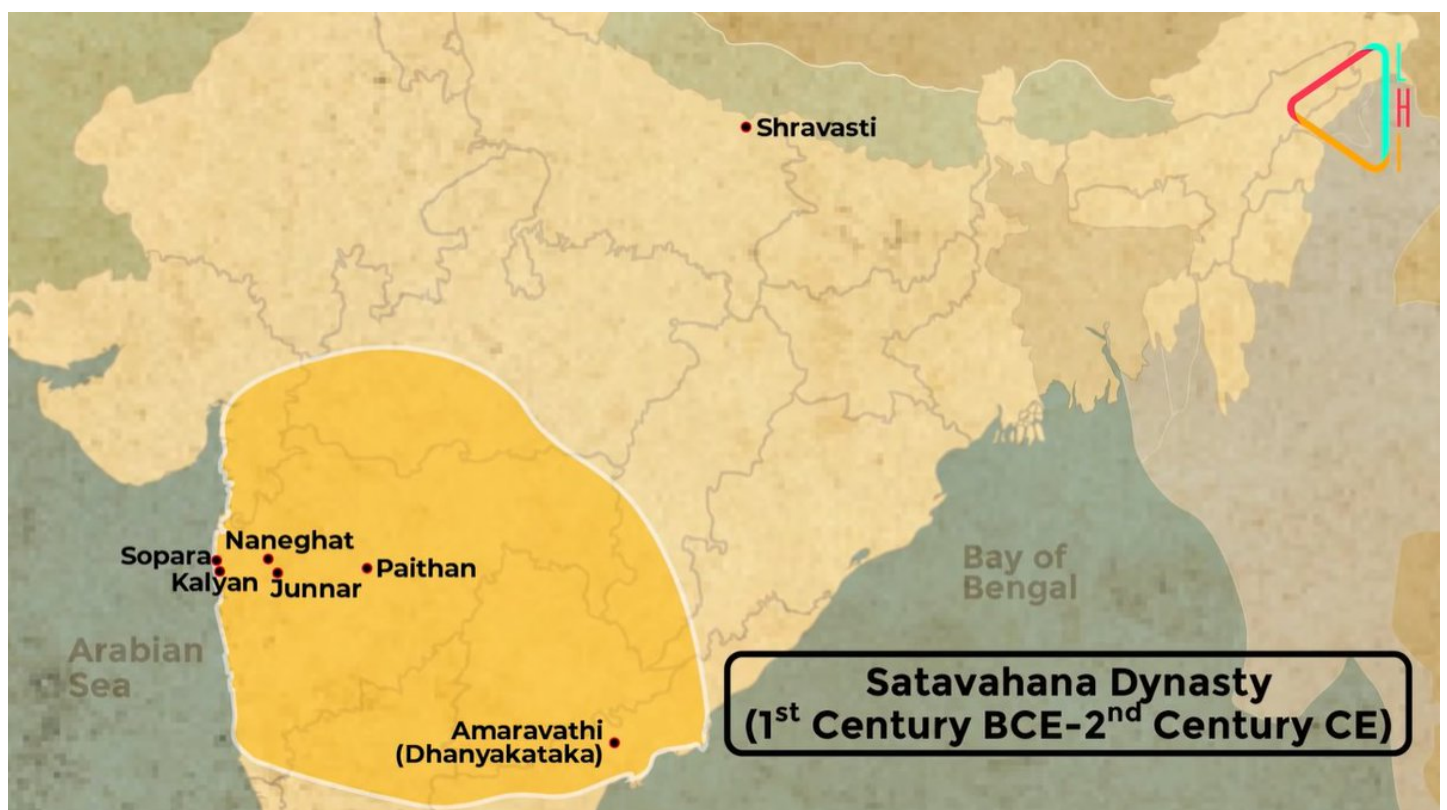 LHI
Shravasti
Naneghat
Sopara
Kalyan
Junnar
Paithan
Bay of
Bengal
Arabian
Sea
Satavahana Dynasty
(1st Century BCE-2nd Century CE)
Amaravathi
(Dhanyakataka)